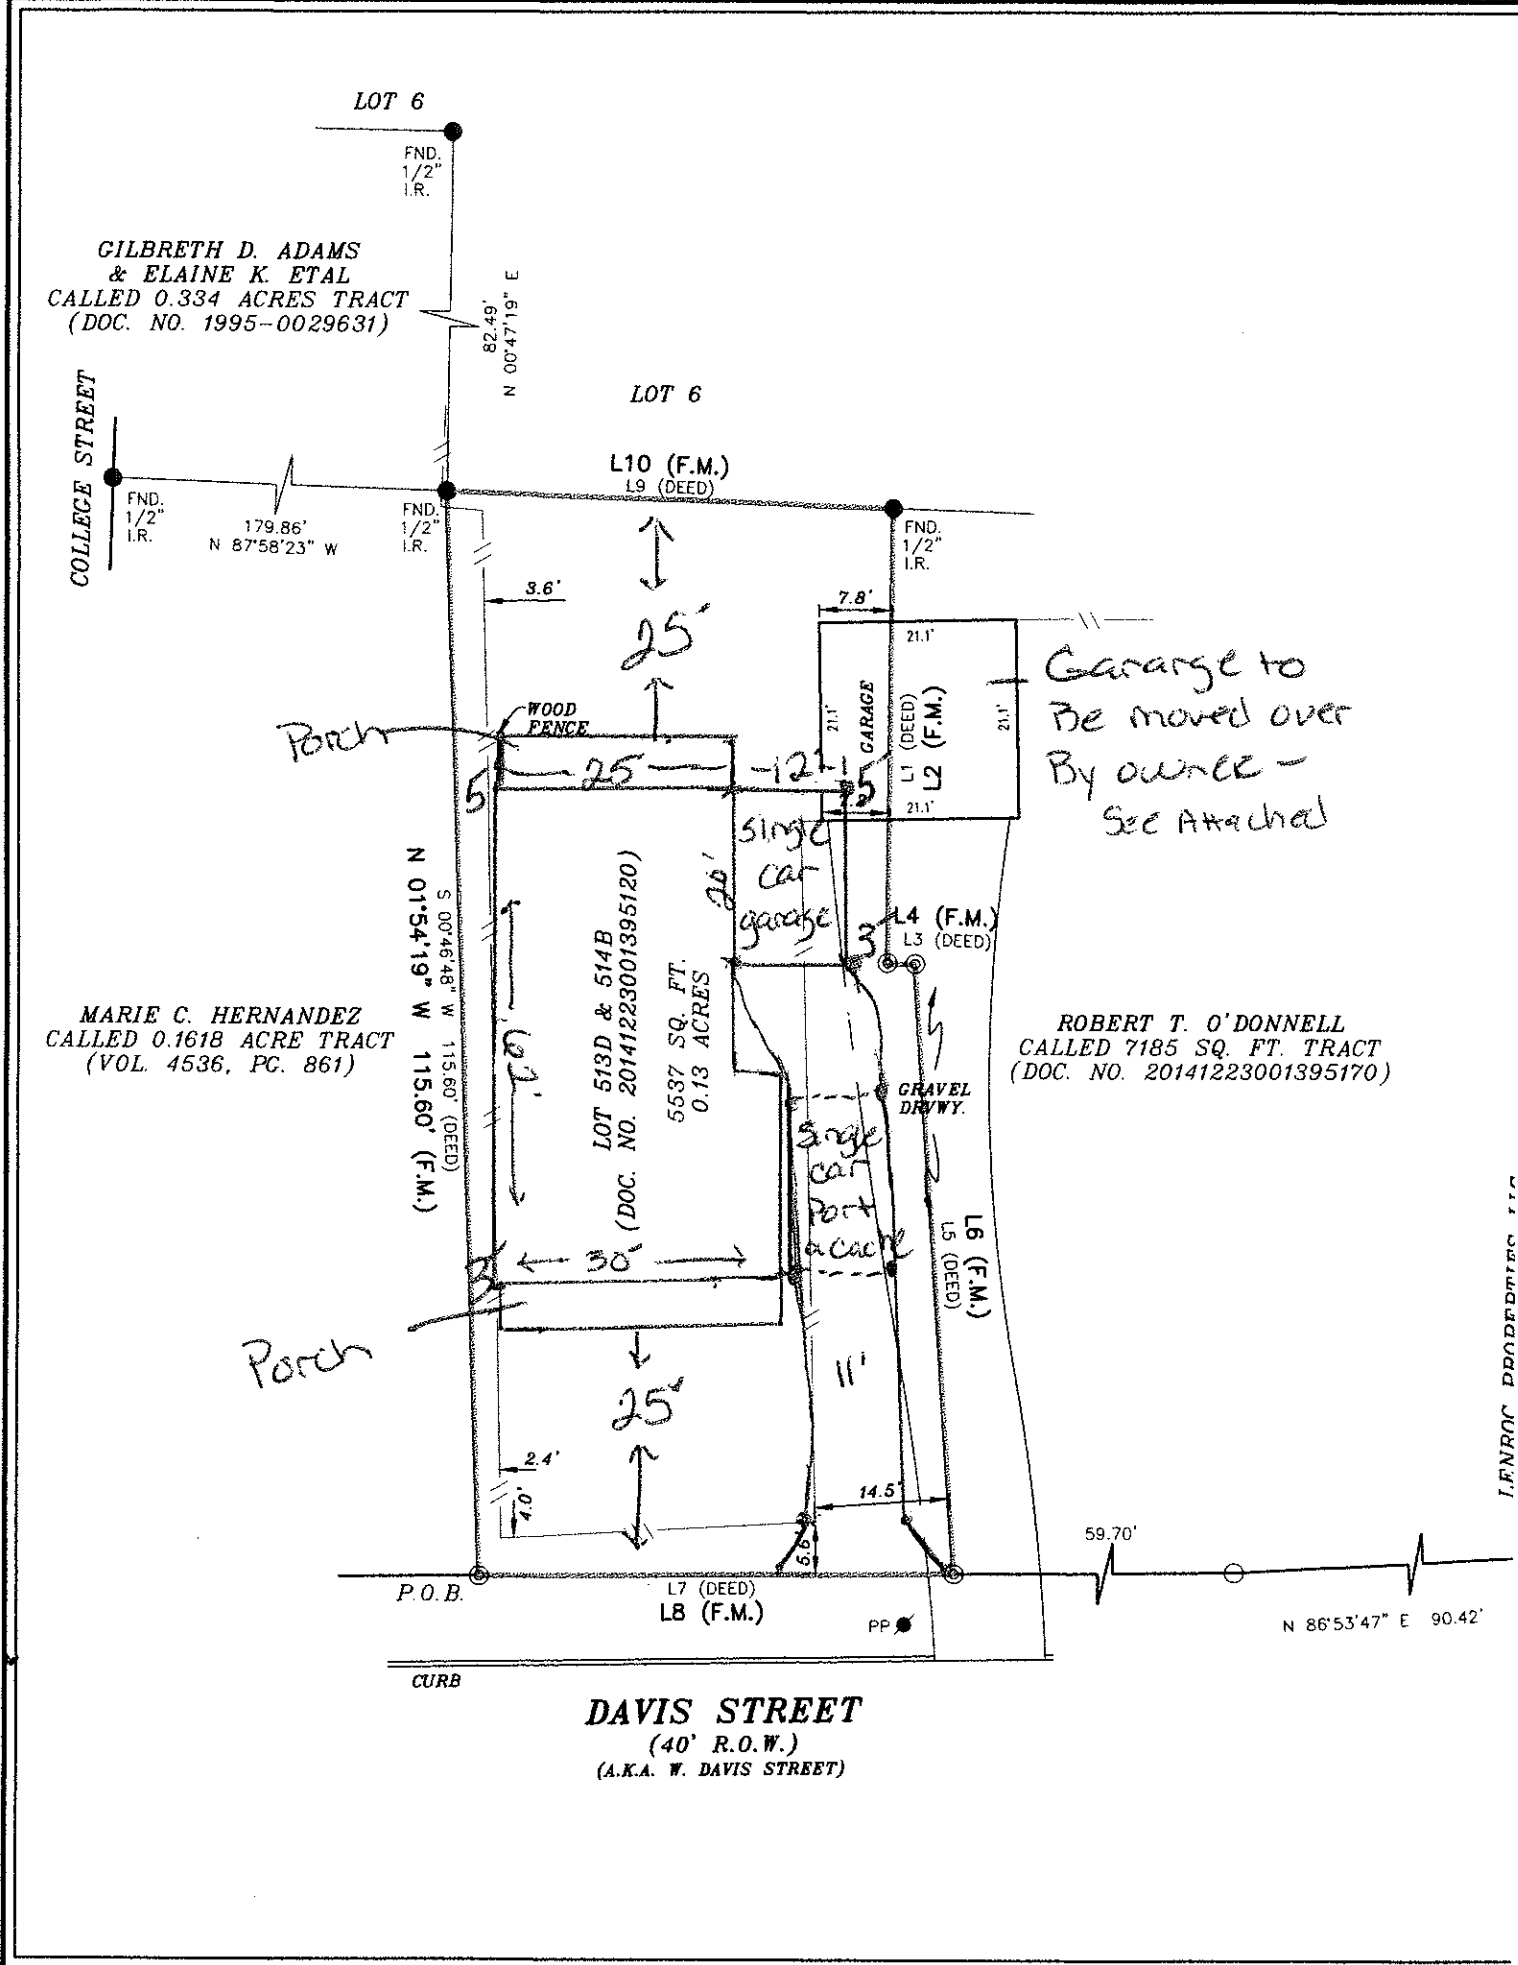 LOT 6
FND.
1/2"
I.R.
GILBRETH D. ADAMS
& ELAINE K. ETAL
CALLED 0.334 ACRES TRACT
(DOC. NO. 1995-0029631)
82.49'
N 00°47'19" E
COLLEGE STREET
LOT 6
L10 (F.M.)
L9 (DEED)
FND.
1/2"
I.R.
179.86'
N 87°58'23" W
FND.
1/2"
I.R.
FND.
1/2"
I.R.
3.6'
25'
7.8'
21.1'
21.1'
GARAGE
L1 (DEED)
L2 (F.M.)
21.1'
21.1'
Gararge to
Be moved over
By owner -
See Attached
Porch
WOOD
FENCE
5'
25
12'
5'
single
car
garage
26'
N 01°54'19" W 115.60' (F.M.)
S 00°46'48" W 115.60' (DEED)
62'
LOT 513D & 514B
(DOC. NO. 20141223001395120)
5537 SQ. FT.
0.13 ACRES
3'
L4 (F.M.)
L3 (DEED)
MARIE C. HERNANDEZ
CALLED 0.1618 ACRE TRACT
(VOL. 4536, PG. 861)
ROBERT T. O'DONNELL
CALLED 7185 SQ. FT. TRACT
(DOC. NO. 20141223001395170)
GRAVEL
DRVWY.
Single
car
Port
a cache
L6 (F.M.)
L5 (DEED)
3'
30'
Porch
25'
11'
2.4'
4.0'
14.5'
5.6'
59.70'
P.O.B.
L7 (DEED)
L8 (F.M.)
PP
N 86°53'47" E 90.42'
CURB
DAVIS STREET
(40' R.O.W.)
(A.K.A. W. DAVIS STREET)